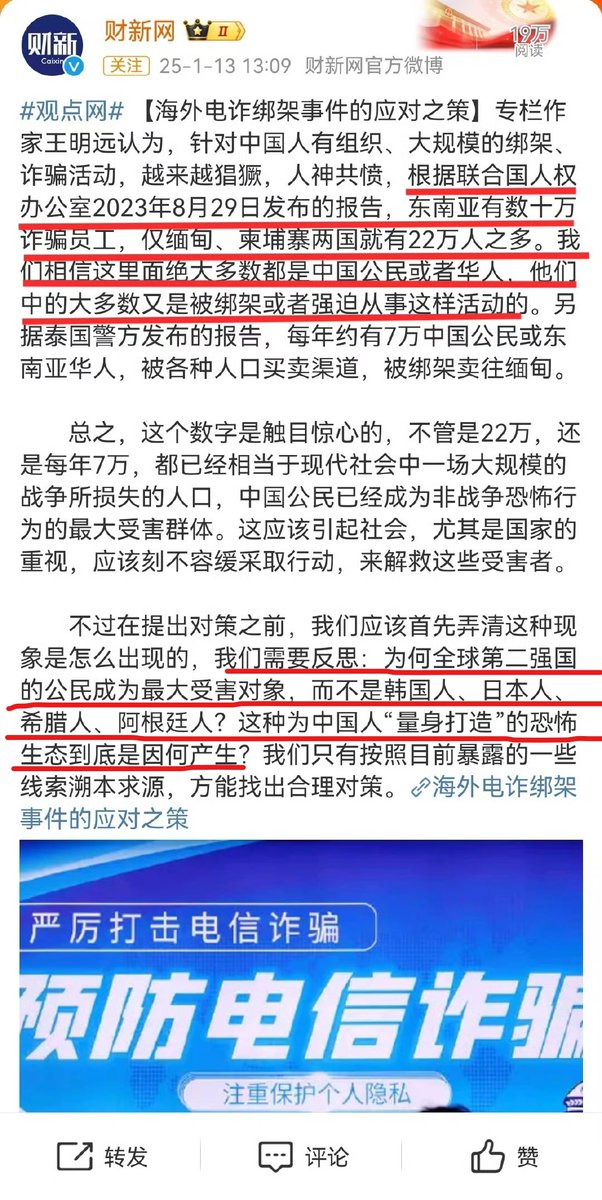 财新
Caixin
财新网 II
19万
阅读
关注 25-1-13 13:09 财新网官方微博
#观点网# 【海外电诈绑架事件的应对之策】专栏作
家王明远认为，针对中国人有组织、大规模的绑架、
诈骗活动，越来越猖獗，人神共愤，根据联合国人权
办公室2023年8月29日发布的报告，东南亚有数十万
诈骗员工，仅缅甸、柬埔寨两国就有22万人之多。我
们相信这里面绝大多数都是中国公民或者华人，他们
中的大多数又是被绑架或者强迫从事这样活动的。另
据泰国警方发布的报告，每年约有7万中国公民或东
南亚华人，被各种人口买卖渠道，被绑架卖往缅甸。
总之，这个数字是触目惊心的，不管是22万，还
是每年7万，都已经相当于现代社会中一场大规模的
战争所损失的人口，中国公民已经成为非战争恐怖行
为的最大受害群体。这应该引起社会，尤其是国家的
重视，应该刻不容缓采取行动，来解救这些受害者。
不过在提出对策之前，我们应该首先弄清这种现
象是怎么出现的，我们需要反思：为何全球第二强国
的公民成为最大受害对象，而不是韩国人、日本人、
希腊人、阿根廷人？这种为中国人“量身打造”的恐怖
生态到底是因何产生？我们只有按照目前暴露的一些
线索溯本求源，方能找出合理对策。海外电诈绑架
事件的应对之策
严厉打击电信诈骗
预防电信诈骗
注重保护个人隐私
转发 评论 赞